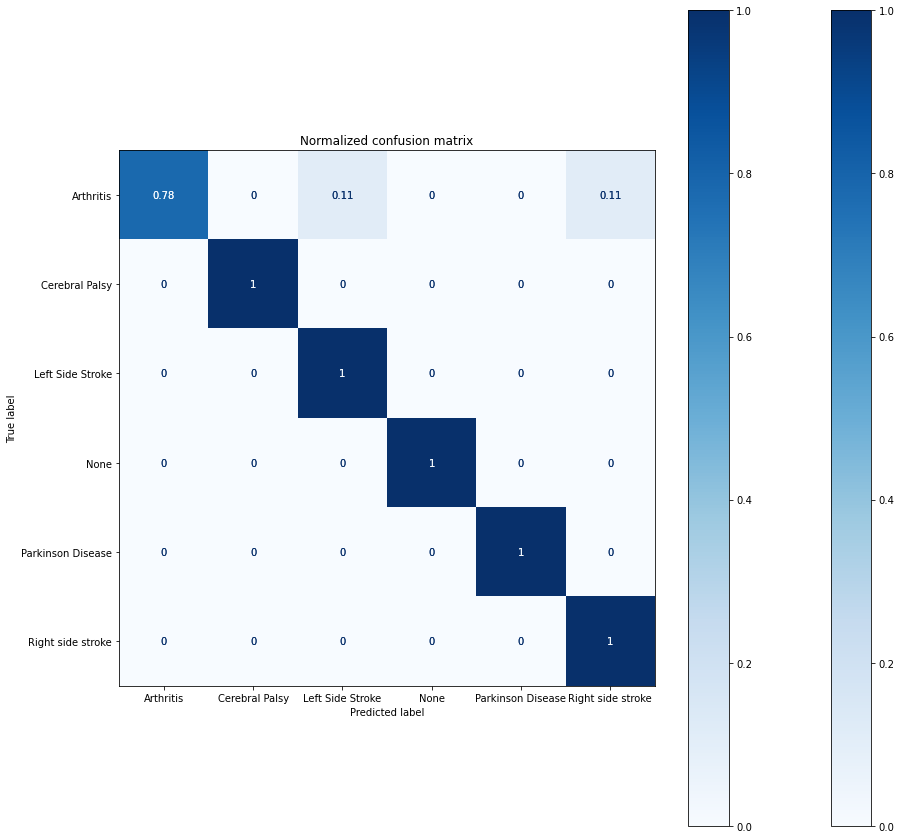 Normalized confusion matrix
True label
Arthritis 0.78 0 0.11 0 0 0.11
Cerebral Palsy 0 1 0 0 0 0
Left Side Stroke 0 0 1 0 0 0
None 0 0 0 1 0 0
Parkinson Disease 0 0 0 0 1 0
Right side stroke 0 0 0 0 0 1
Arthritis Cerebral Palsy Left Side Stroke None Parkinson Disease Right side stroke
Predicted label
1.0
0.8
0.6
0.4
0.2
0.0
1.0
0.8
0.6
0.4
0.2
0.0